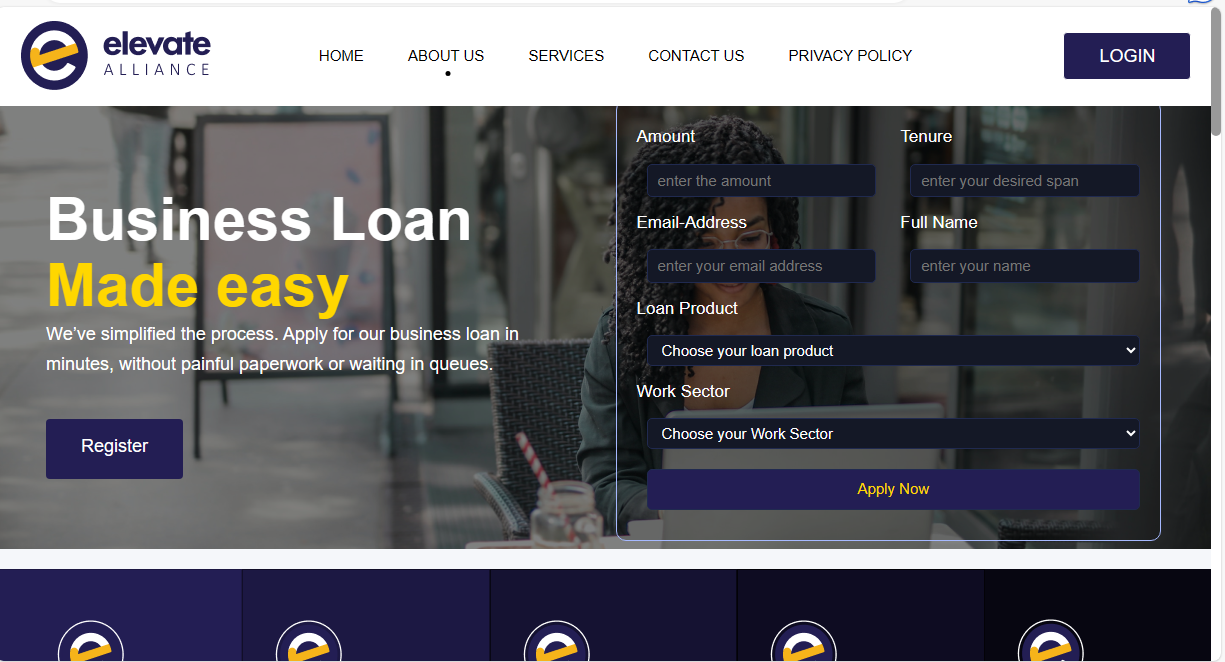 elevate
ALLIANCE
HOME
ABOUT US
SERVICES
CONTACT US
PRIVACY POLICY
LOGIN
Business Loan
Made easy
We’ve simplified the process. Apply for our business loan in
minutes, without painful paperwork or waiting in queues.
Register
Amount
Tenure
enter the amount
enter your desired span
Email-Address
Full Name
enter your email address
enter your name
Loan Product
Choose your loan product
Work Sector
Choose your Work Sector
Apply Now